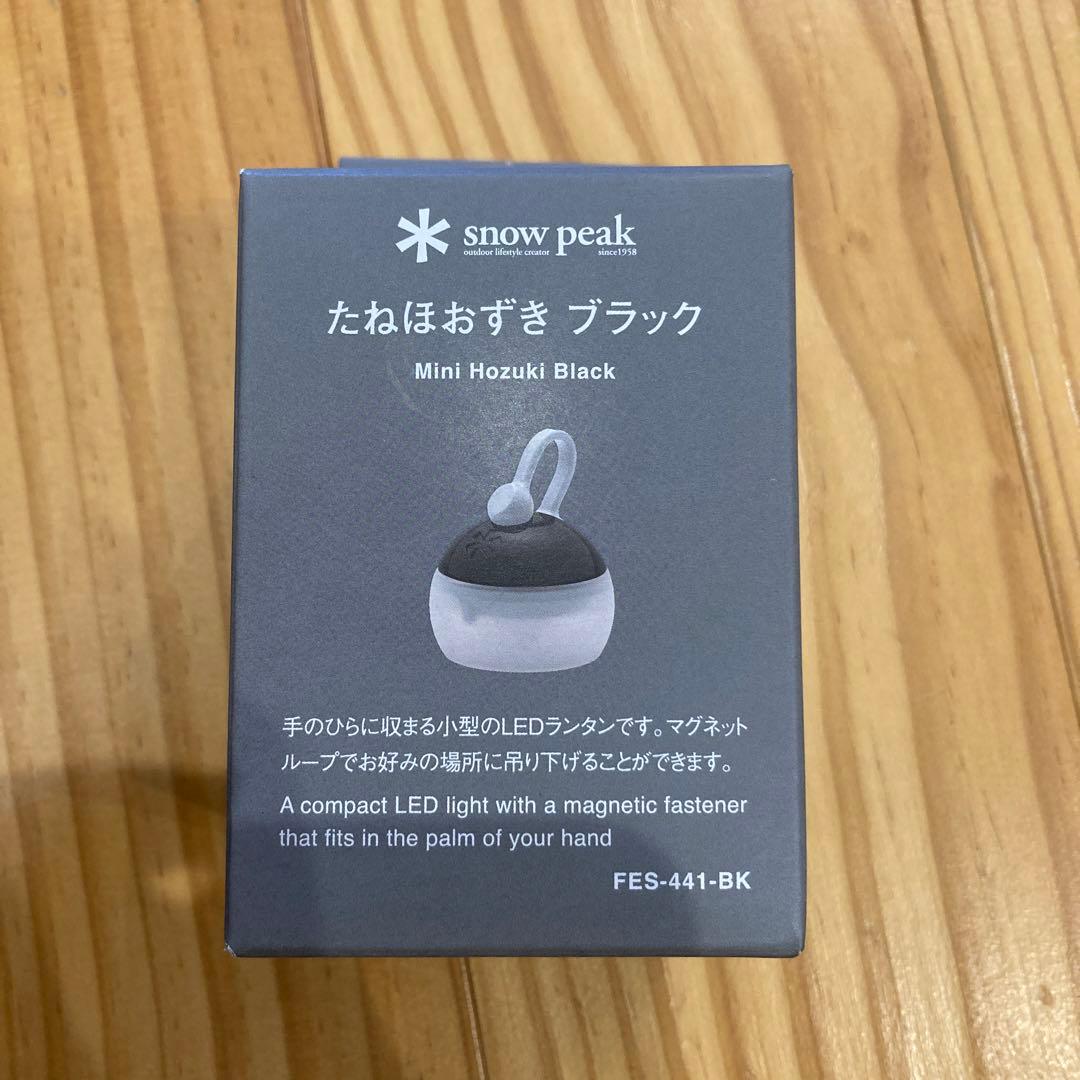 snow peak
outdoor lifestyle creator since1958
たねほおずき ブラック
Mini Hozuki Black
手のひらに収まる小型のLEDランタンです。マグネット
ループでお好みの場所に吊り下げることができます。
A compact LED light with a magnetic fastener
that fits in the palm of your hand
FES-441-BK